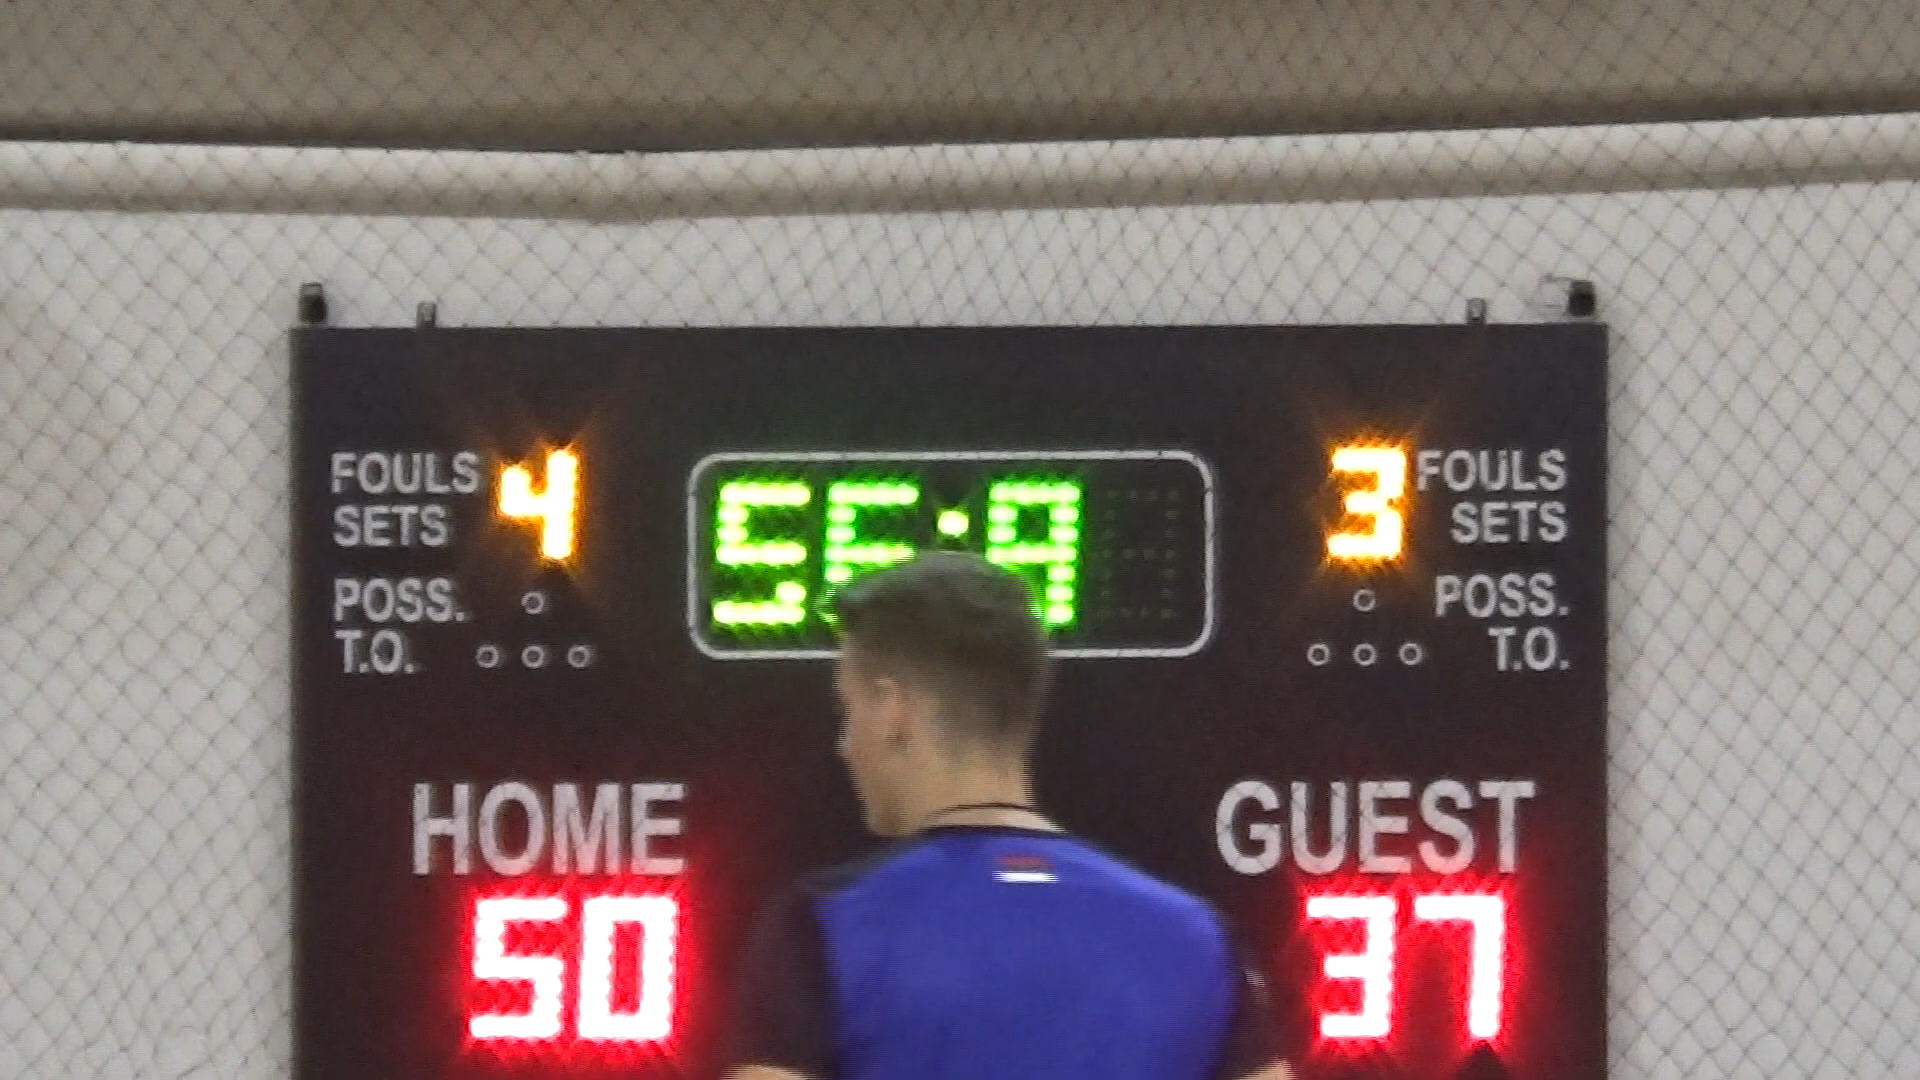 FOULS
SETS
4
3
FOULS
SETS
POSS.
T.O.
POSS.
T.O.
HOME
GUEST
50
37